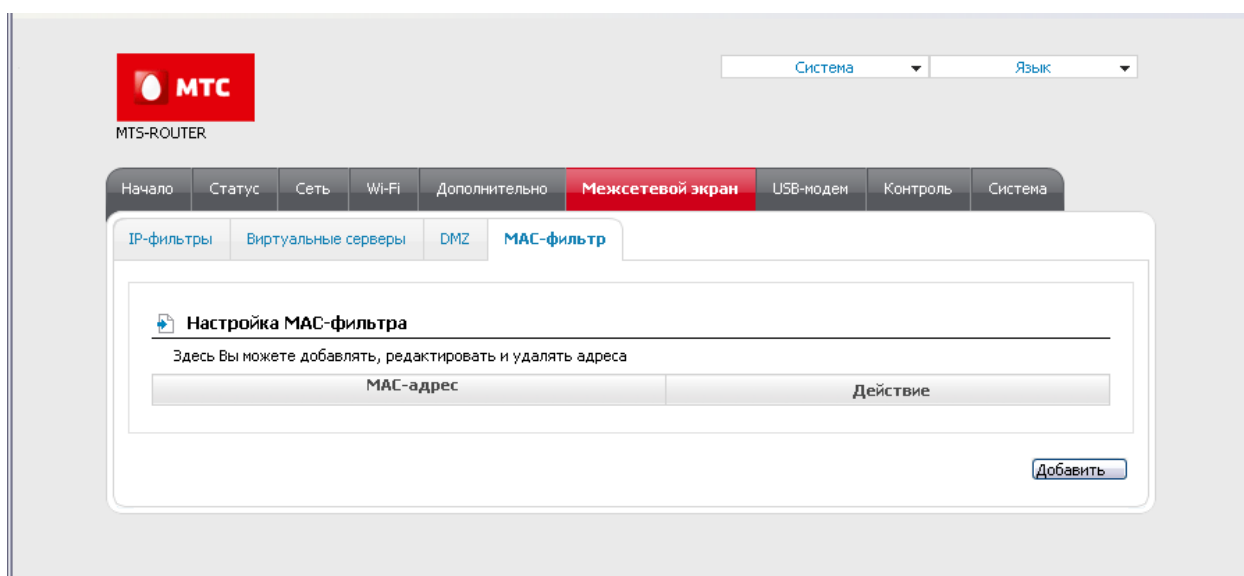 Система Язык
МТС
MTS-ROUTER
Начало Статус Сеть Wi-Fi Дополнительно Межсетевой экран USB-модем Контроль Система
IP-фильтры Виртуальные серверы DMZ MAC-фильтр
Настройка MAC-фильтра
Здесь Вы можете добавлять, редактировать и удалять адреса
MAC-адрес Действие
Добавить